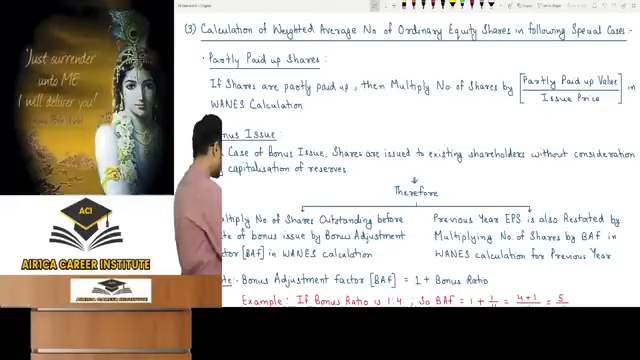 "Just surrender
unto ME,
I will deliver you"
(3) Calculation of Weighted Average No of Ordinary Equity Shares in following Special Cases:-
• Partly Paid up Shares:
If Shares are partly paid up, then Multiply No of Shares by [Partly Paid up Value / Issue Price] in
WANES Calculation
onus Issue:
Case of Bonus Issue, Shares are issued to existing shareholders without consideration
capitalisation of reserves
Therefore
ultiply No of Shares Outstanding before
te of bonus issue by Bonus Adjustment
ctor [BAF] in WANES calculation
Previous Year EPS is also Restated by
Multiplying No. of Shares by BAF in
WANES calculation for Previous Year
te:- Bonus Adjustment Factor [BAF] = 1 + Bonus Ratio
Example: If Bonus Ratio is 1:4, So BAF = 1 + 1/4 = 4+1 = 5
ACI
AIR1CA CAREER INSTITUTE
AIR1CA CAREER INSTITUTE